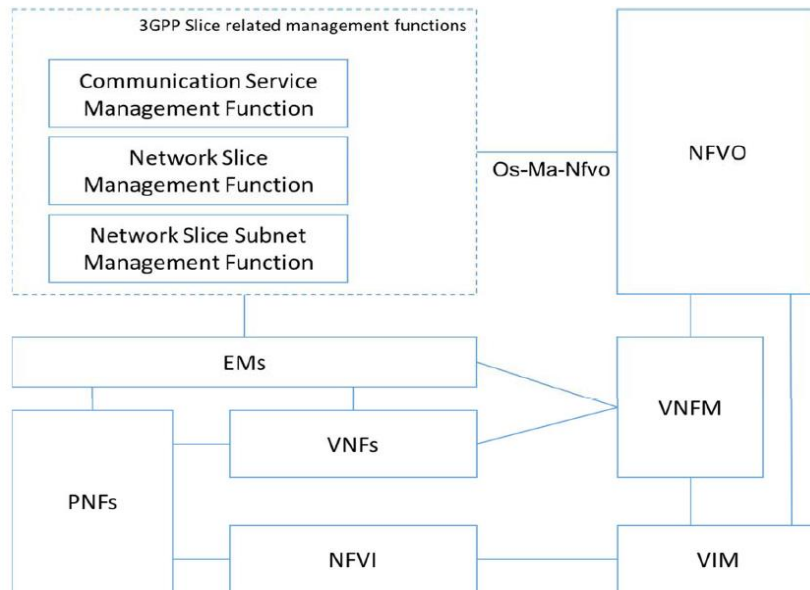 3GPP Slice related management functions
Communication Service
Management Function
Network Slice
Management Function
Network Slice Subnet
Management Function
Os-Ma-Nfvo
NFVO
EMs
VNFs
VNFM
PNFs
NFVI
VIM